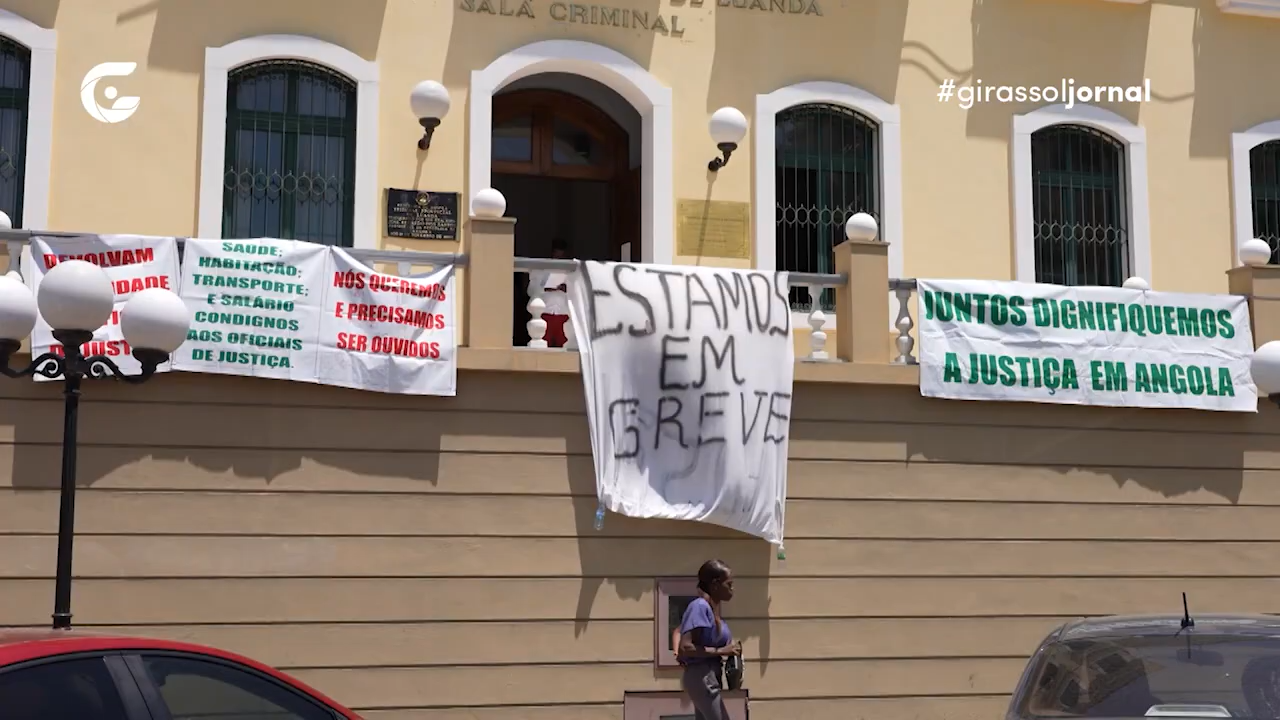 DE LUANDA
SALA CRIMINAL
#girassoljornal
DEVOLVAM
SAÚDE;
HABITAÇÃO;
TRANSPORTE;
E SALÁRIO
CONDIGNOS
AOS OFICIAIS
DE JUSTIÇA.
NÓS QUEREMOS
E PRECISAMOS
SER OUVIDOS
ESTAMOS
EM
GREVE
JUNTOS DIGNIFIQUEMOS
A JUSTIÇA EM ANGOLA